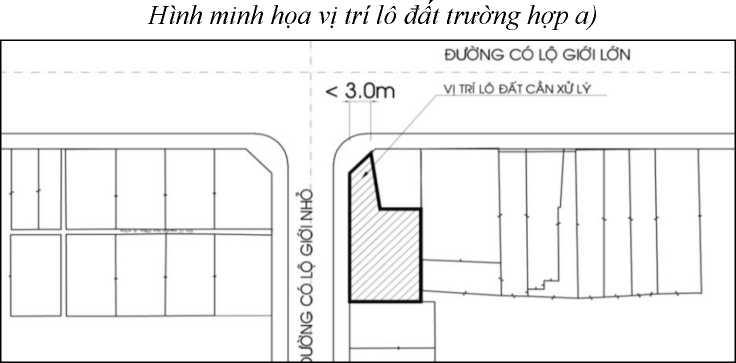 Hình minh họa vị trí lô đất trường hợp a)
ĐƯỜNG CÓ LỘ GIỚI LỚN
< 3.0m
VỊ TRÍ LÔ ĐẤT CẦN XỬ LÝ
ĐƯỜNG CÓ LỘ GIỚI NHỎ